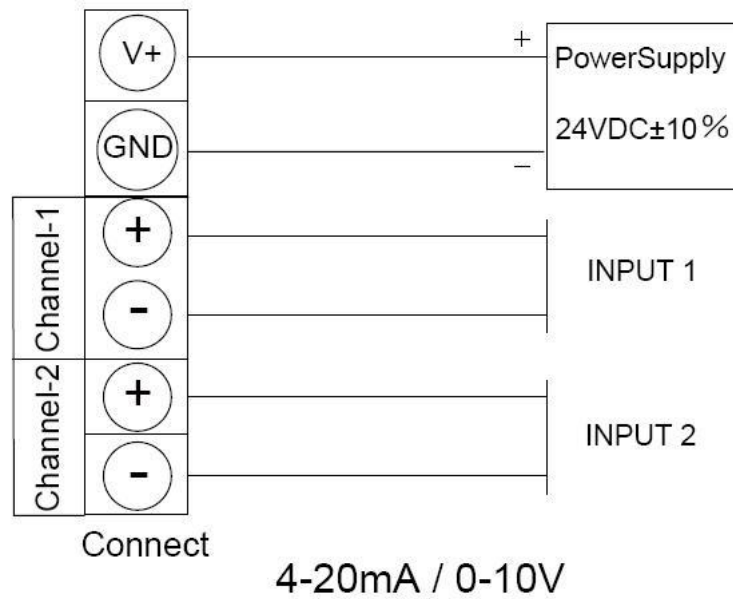 V+
+
PowerSupply
GND
24VDC±10%
-
Channel-1
+
-
INPUT 1
Channel-2
+
-
INPUT 2
Connect
4-20mA / 0-10V